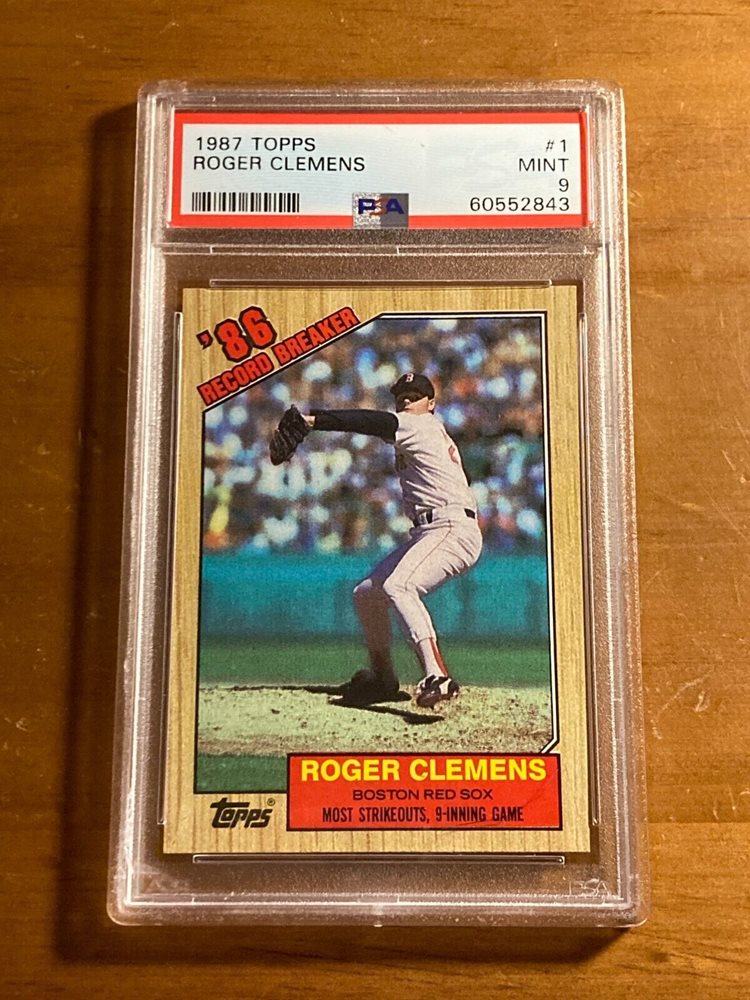 1987 TOPPS #1
ROGER CLEMENS MINT
9
PSA 60552843
'86
RECORD BREAKER
B
ROGER CLEMENS
BOSTON RED SOX
topps®
MOST STRIKEOUTS, 9-INNING GAME
PSA